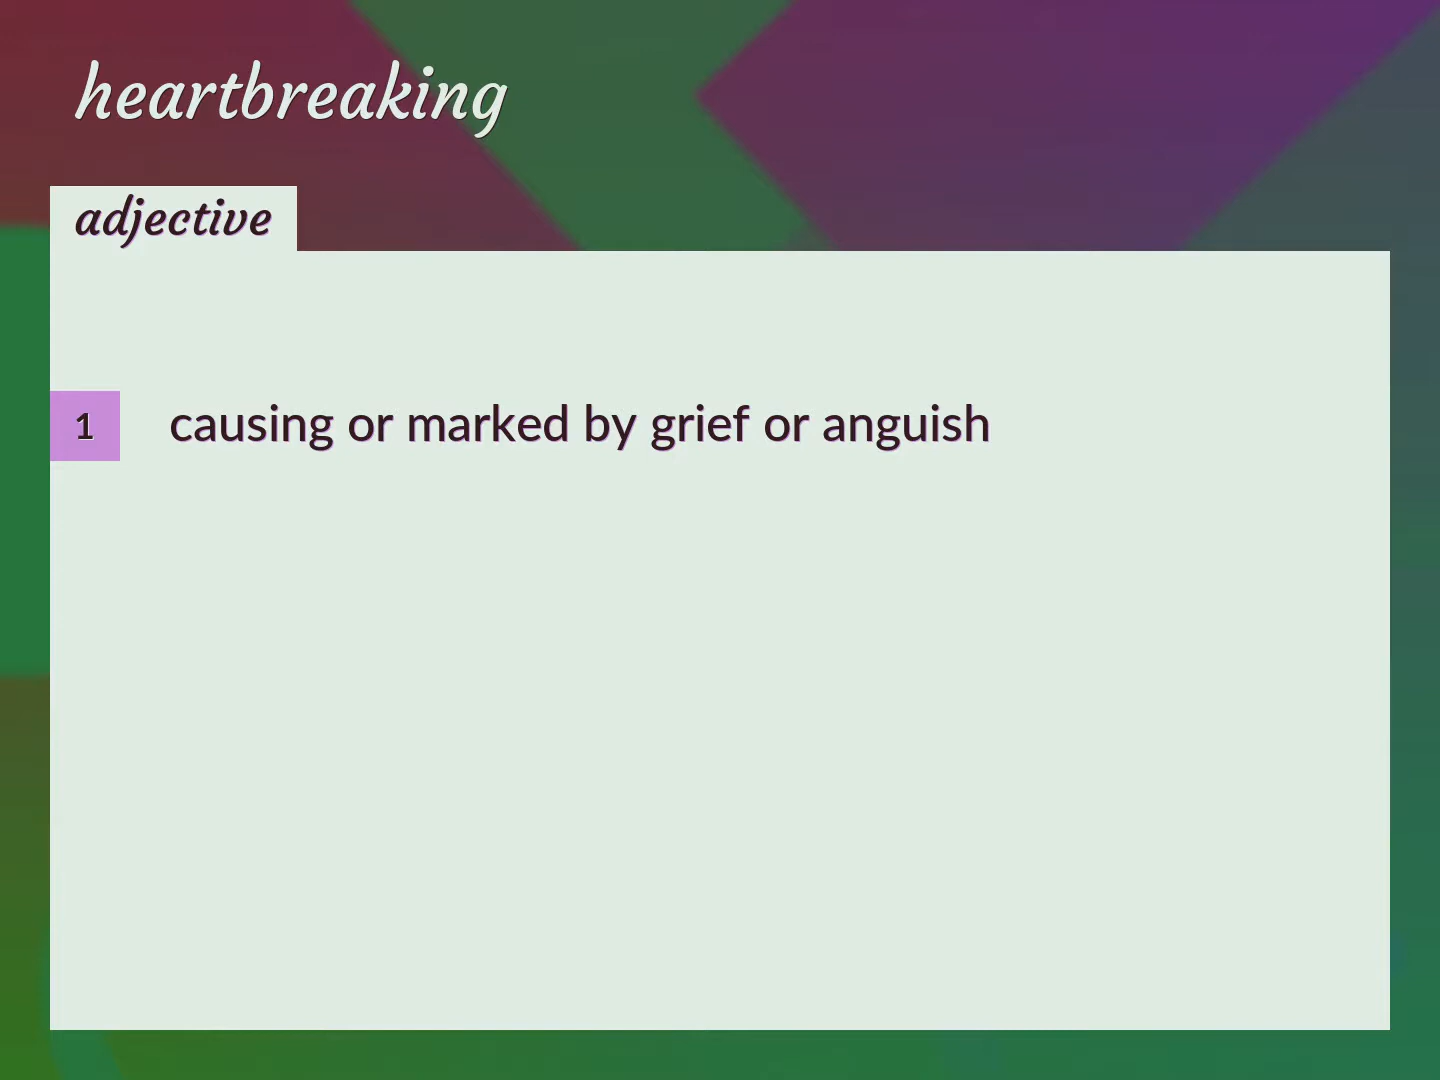 heartbreaking
adjective
1 causing or marked by grief or anguish